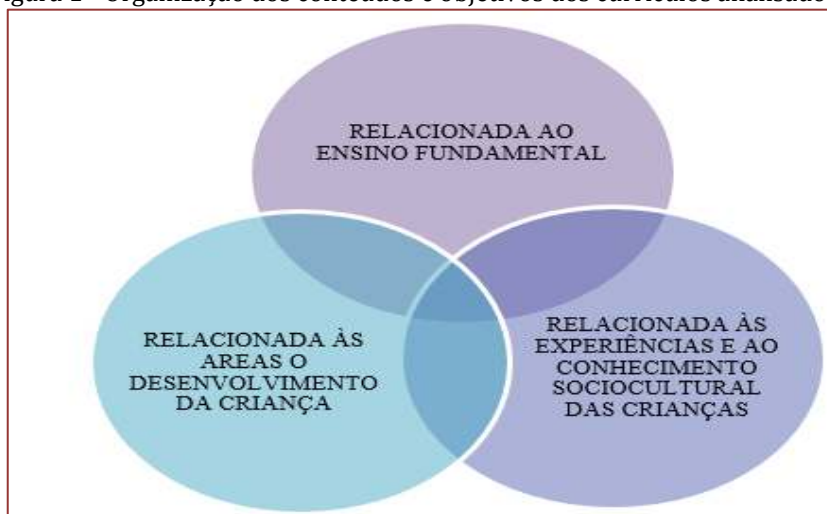 RELACIONADA AO
ENSINO FUNDAMENTAL
RELACIONADA ÀS
AREAS O
DESENVOLVIMENTO
DA CRIANÇA
RELACIONADA ÀS
EXPERIÊNCIAS E AO
CONHECIMENTO
SOCIOCULTURAL
DAS CRIANÇAS